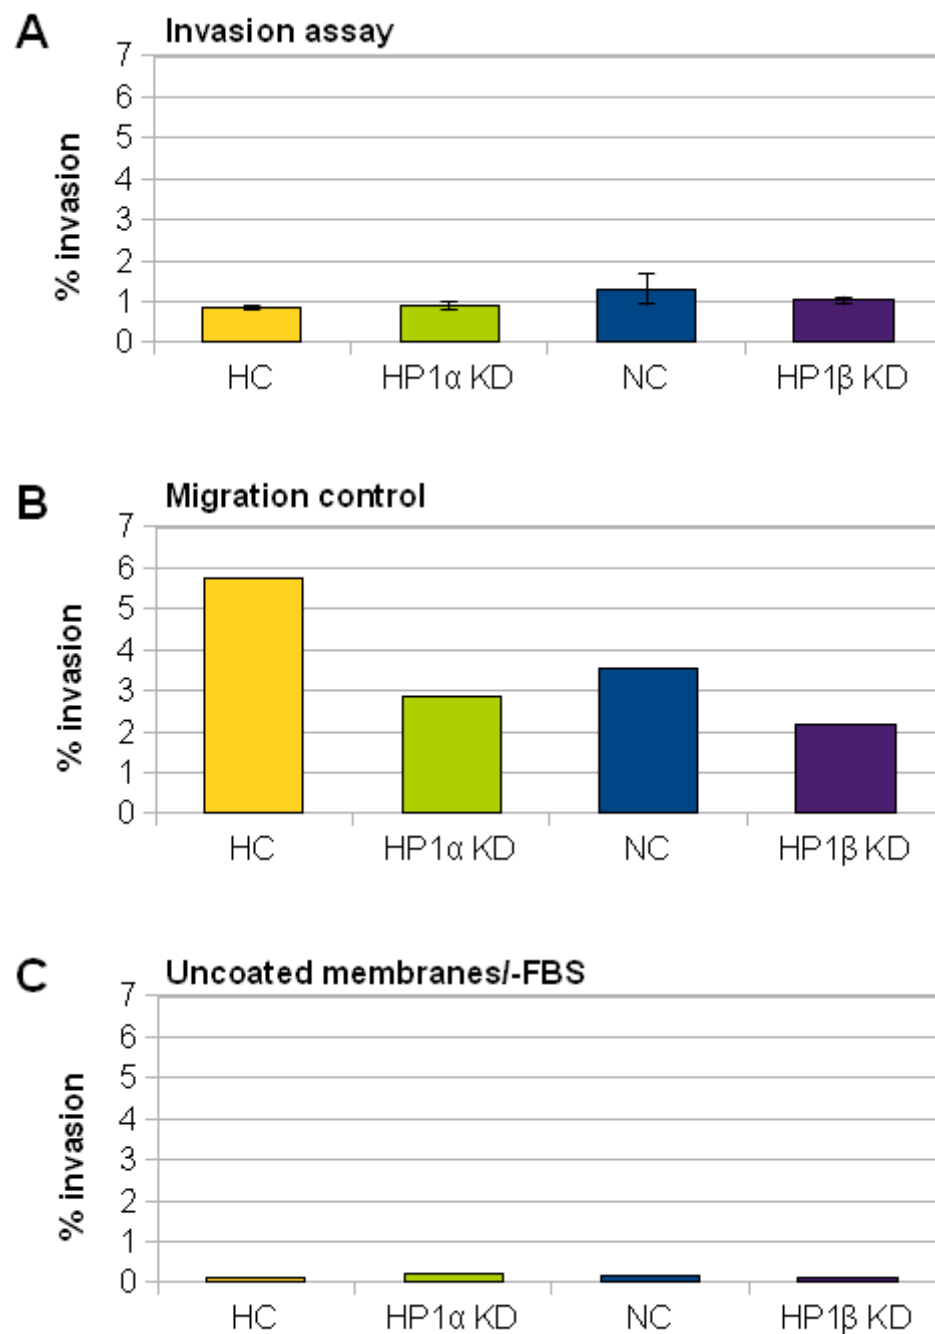 A
Invasion assay
% invasion
7
6
5
4
3
2
1
0
HC
HP1α KD
NC
HP1β KD
B
Migration control
% invasion
7
6
5
4
3
2
1
0
HC
HP1α KD
NC
HP1β KD
C
Uncoated membranes/-FBS
% invasion
7
6
5
4
3
2
1
0
HC
HP1α KD
NC
HP1β KD